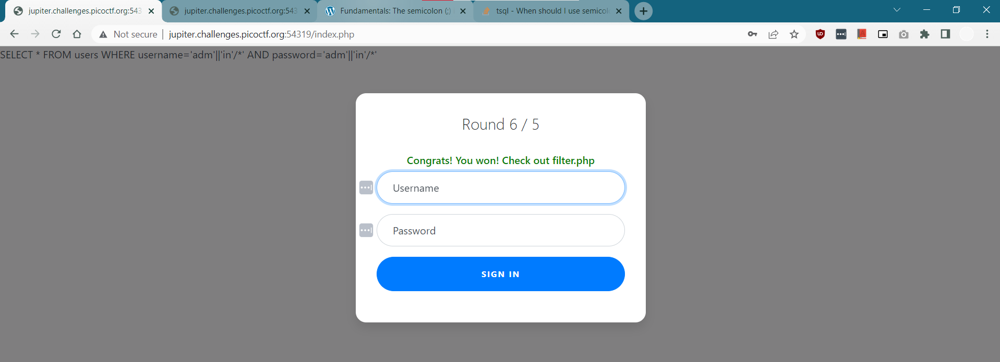 jupiter.challenges.picoctf.org:543
jupiter.challenges.picoctf.org:543
Fundamentals: The semicolon (;)
tsql - When should I use semicol
Not secure
jupiter.challenges.picoctf.org:54319/index.php
SELECT * FROM users WHERE username='adm'||'in'/*' AND password='adm'||'in'/*'
Round 6 / 5
Congrats! You won! Check out filter.php
Username
Password
SIGN IN